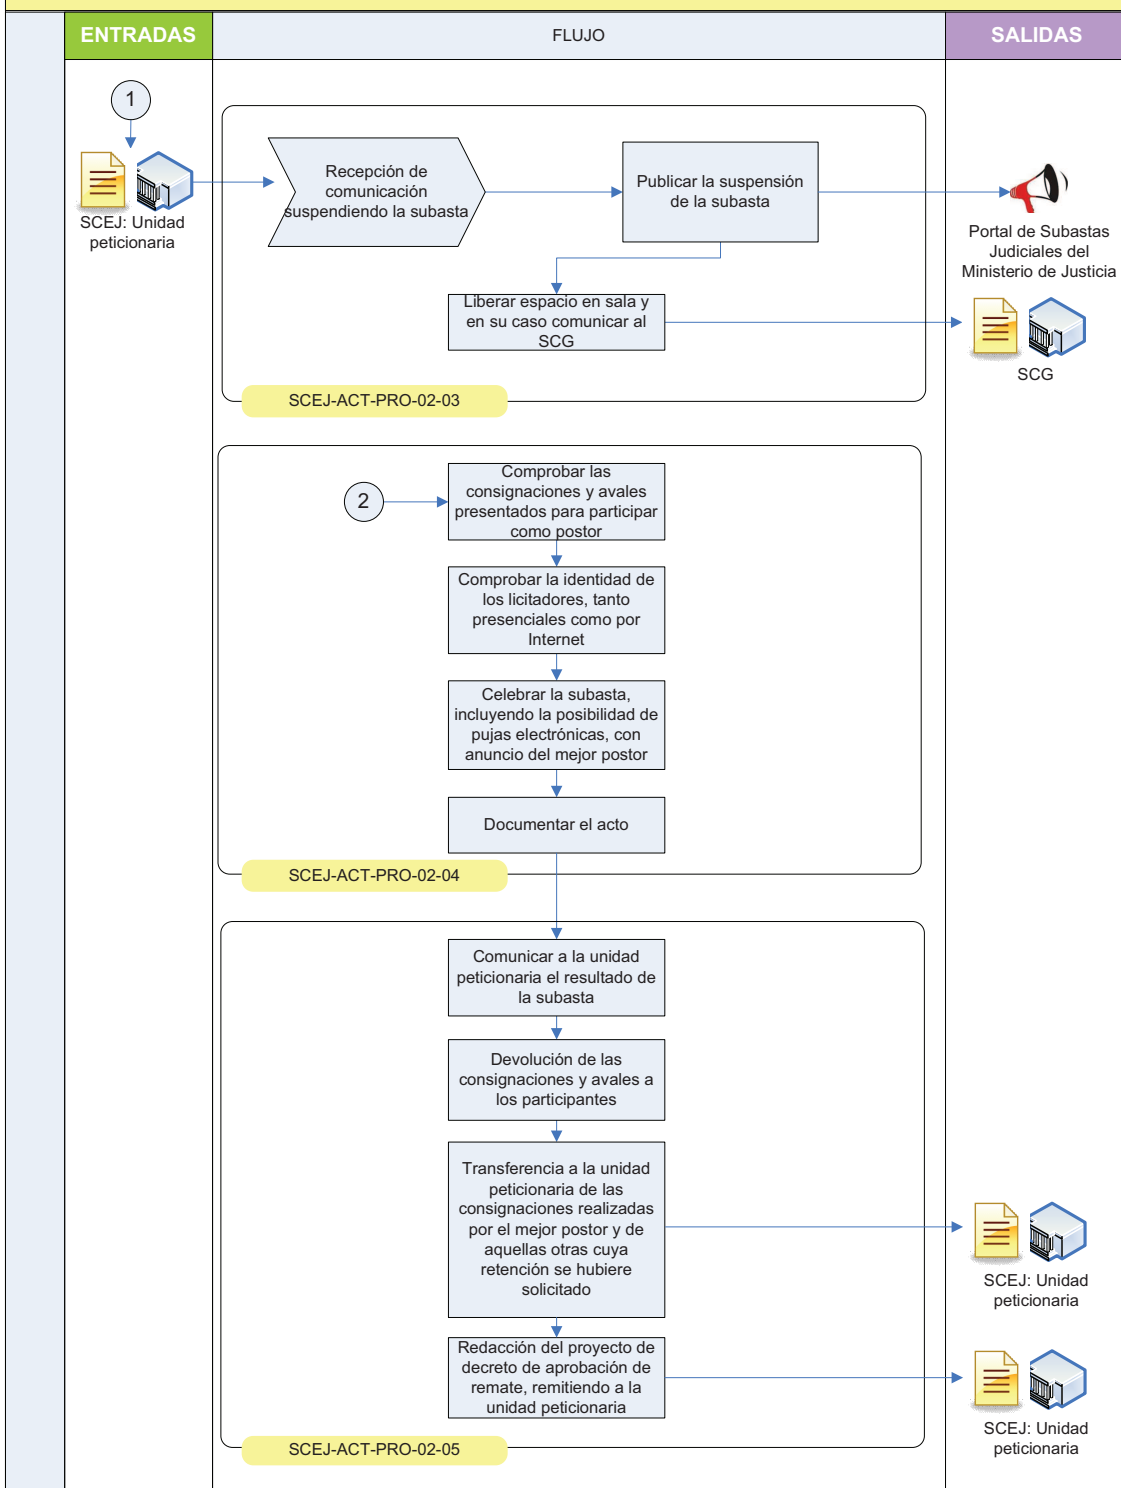 ENTRADAS
FLUJO
SALIDAS
1
SCEJ: Unidad
peticionaria
Recepción de
comunicación
suspendiendo la subasta
Publicar la suspensión
de la subasta
Portal de Subastas
Judiciales del
Ministerio de Justicia
Liberar espacio en sala y
en su caso comunicar al
SCG
SCG
SCEJ-ACT-PRO-02-03
2
Comprobar las
consignaciones y avales
presentados para participar
como postor
Comprobar la identidad de
los licitadores, tanto
presenciales como por
Internet
Celebrar la subasta,
incluyendo la posibilidad de
pujas electrónicas, con
anuncio del mejor postor
Documentar el acto
SCEJ-ACT-PRO-02-04
Comunicar a la unidad
peticionaria el resultado de
la subasta
Devolución de las
consignaciones y avales a
los participantes
Transferencia a la unidad
peticionaria de las
consignaciones realizadas
por el mejor postor y de
aquellas otras cuya
retención se hubiere
solicitado
SCEJ: Unidad
peticionaria
Redacción del proyecto de
decreto de aprobación de
remate, remitiendo a la
unidad peticionaria
SCEJ: Unidad
peticionaria
SCEJ-ACT-PRO-02-05